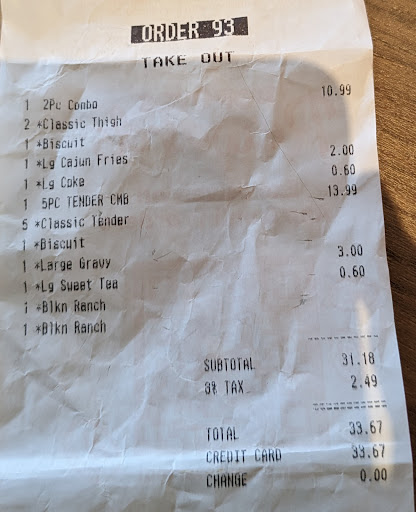 ORDER 93
TAKE OUT
1 2Pc Combo 10.99
2 *Classic Thigh
1 *Biscuit
1 *Lg Cajun Fries 2.00
1 *Lg Coke 0.60
1 5PC TENDER CMB 13.99
5 *Classic Tender
1 *Biscuit
1 *Large Gravy 3.00
1 *Lg Sweet Tea 0.60
1 *Blkn Ranch
1 *Blkn Ranch
SUBTOTAL 31.18
8% TAX 2.49
TOTAL 33.67
CREDIT CARD 33.67
CHANGE 0.00